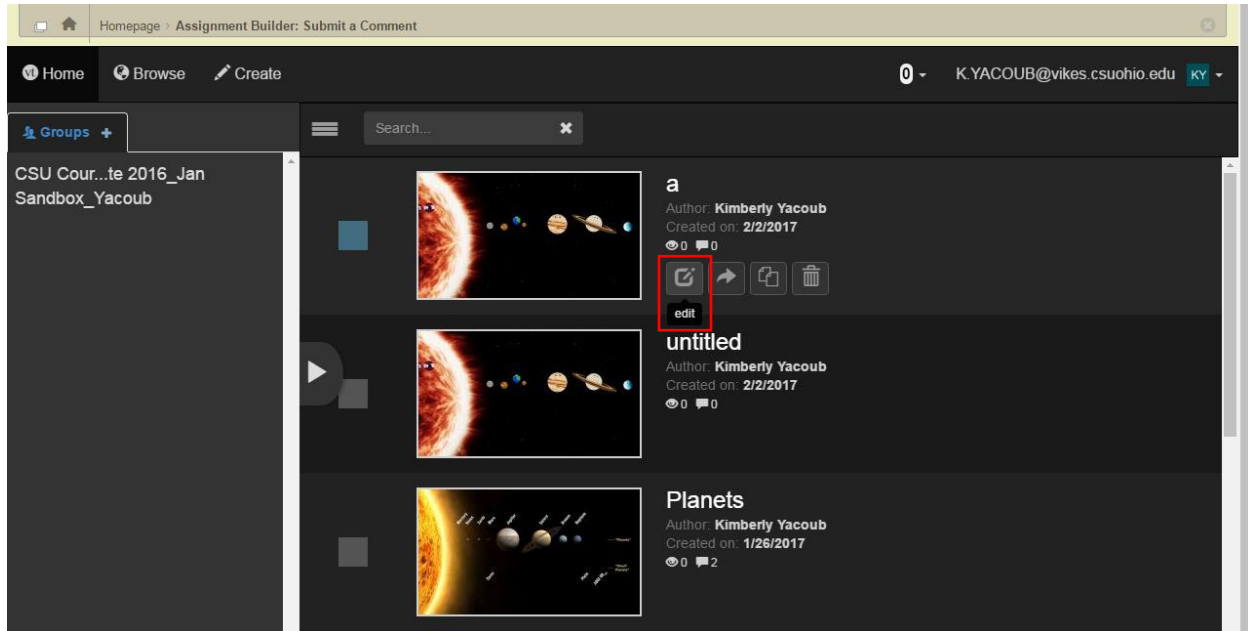 Homepage › Assignment Builder: Submit a Comment
vt Home Browse Create 0 K.YACOUB@vikes.csuohio.edu KY
Groups +
Search...
CSU Cour...te 2016_Jan
Sandbox_Yacoub
a
Author: Kimberly Yacoub
Created on: 2/2/2017
0 0
edit
untitled
Author: Kimberly Yacoub
Created on: 2/2/2017
0 0
Planets
Author: Kimberly Yacoub
Created on: 1/26/2017
0 2